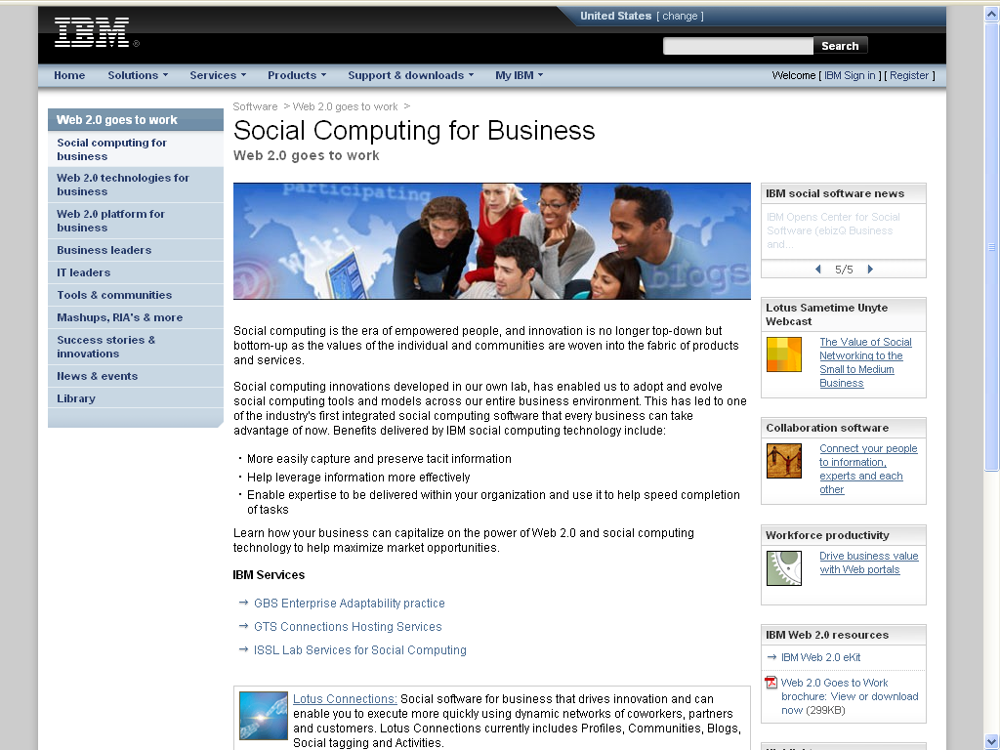 United States [ change ]
IBM®
Search
Home Solutions Services Products Support & downloads My IBM Welcome [ IBM Sign in ] [ Register ]
Web 2.0 goes to work
Social computing for
business
Web 2.0 technologies for
business
Web 2.0 platform for
business
Business leaders
IT leaders
Tools & communities
Mashups, RIA's & more
Success stories &
innovations
News & events
Library
Software > Web 2.0 goes to work >
Social Computing for Business
Web 2.0 goes to work
participating
wiki
blogs
Social computing is the era of empowered people, and innovation is no longer top-down but
bottom-up as the values of the individual and communities are woven into the fabric of products
and services.
Social computing innovations developed in our own lab, has enabled us to adopt and evolve
social computing tools and models across our entire business environment. This has led to one
of the industry's first integrated social computing software that every business can take
advantage of now. Benefits delivered by IBM social computing technology include:
· More easily capture and preserve tacit information
· Help leverage information more effectively
· Enable expertise to be delivered within your organization and use it to help speed completion
of tasks
Learn how your business can capitalize on the power of Web 2.0 and social computing
technology to help maximize market opportunities.
IBM Services
→ GBS Enterprise Adaptability practice
→ GTS Connections Hosting Services
→ ISSL Lab Services for Social Computing
Lotus Connections: Social software for business that drives innovation and can
enable you to execute more quickly using dynamic networks of coworkers, partners
and customers. Lotus Connections currently includes Profiles, Communities, Blogs,
Social tagging and Activities.
IBM social software news
IBM Opens Center for Social
Software (ebizQ Business
and...
5/5
Lotus Sametime Unyte
Webcast
The Value of Social
Networking to the
Small to Medium
Business
Collaboration software
Connect your people
to information,
experts and each
other
Workforce productivity
Drive business value
with Web portals
IBM Web 2.0 resources
→ IBM Web 2.0 eKit
Web 2.0 Goes to Work
brochure: View or download
now (299KB)